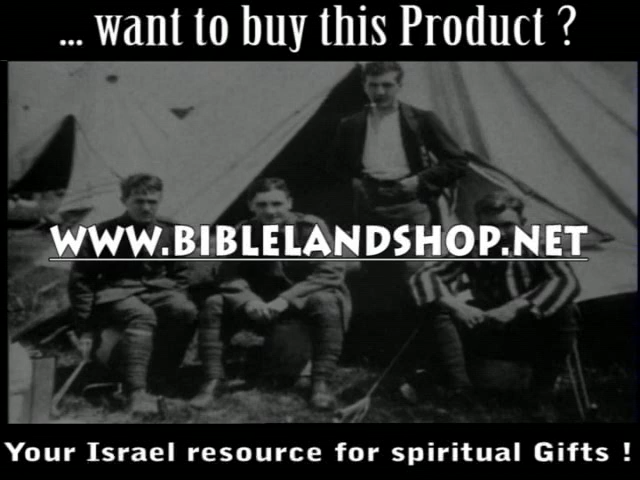 ... want to buy this Product ?
WWW.BIBLELANDSHOP.NET
Your Israel resource for spiritual Gifts !